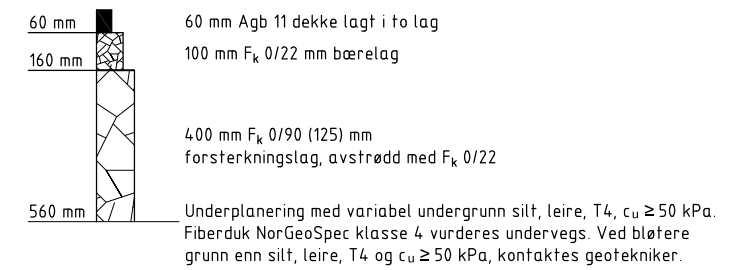 60 mm 60 mm Agb 11 dekke lagt i to lag
100 mm Fk 0/22 mm bærelag
160 mm
400 mm Fk 0/90 (125) mm
forsterkningslag, avstrødd med Fk 0/22
560 mm Underplanering med variabel undergrunn silt, leire, T4, cu ≥ 50 kPa.
Fiberduk NorGeoSpec klasse 4 vurderes undervegs. Ved bløtere
grunn enn silt, leire, T4 og cu ≥ 50 kPa, kontaktes geotekniker.